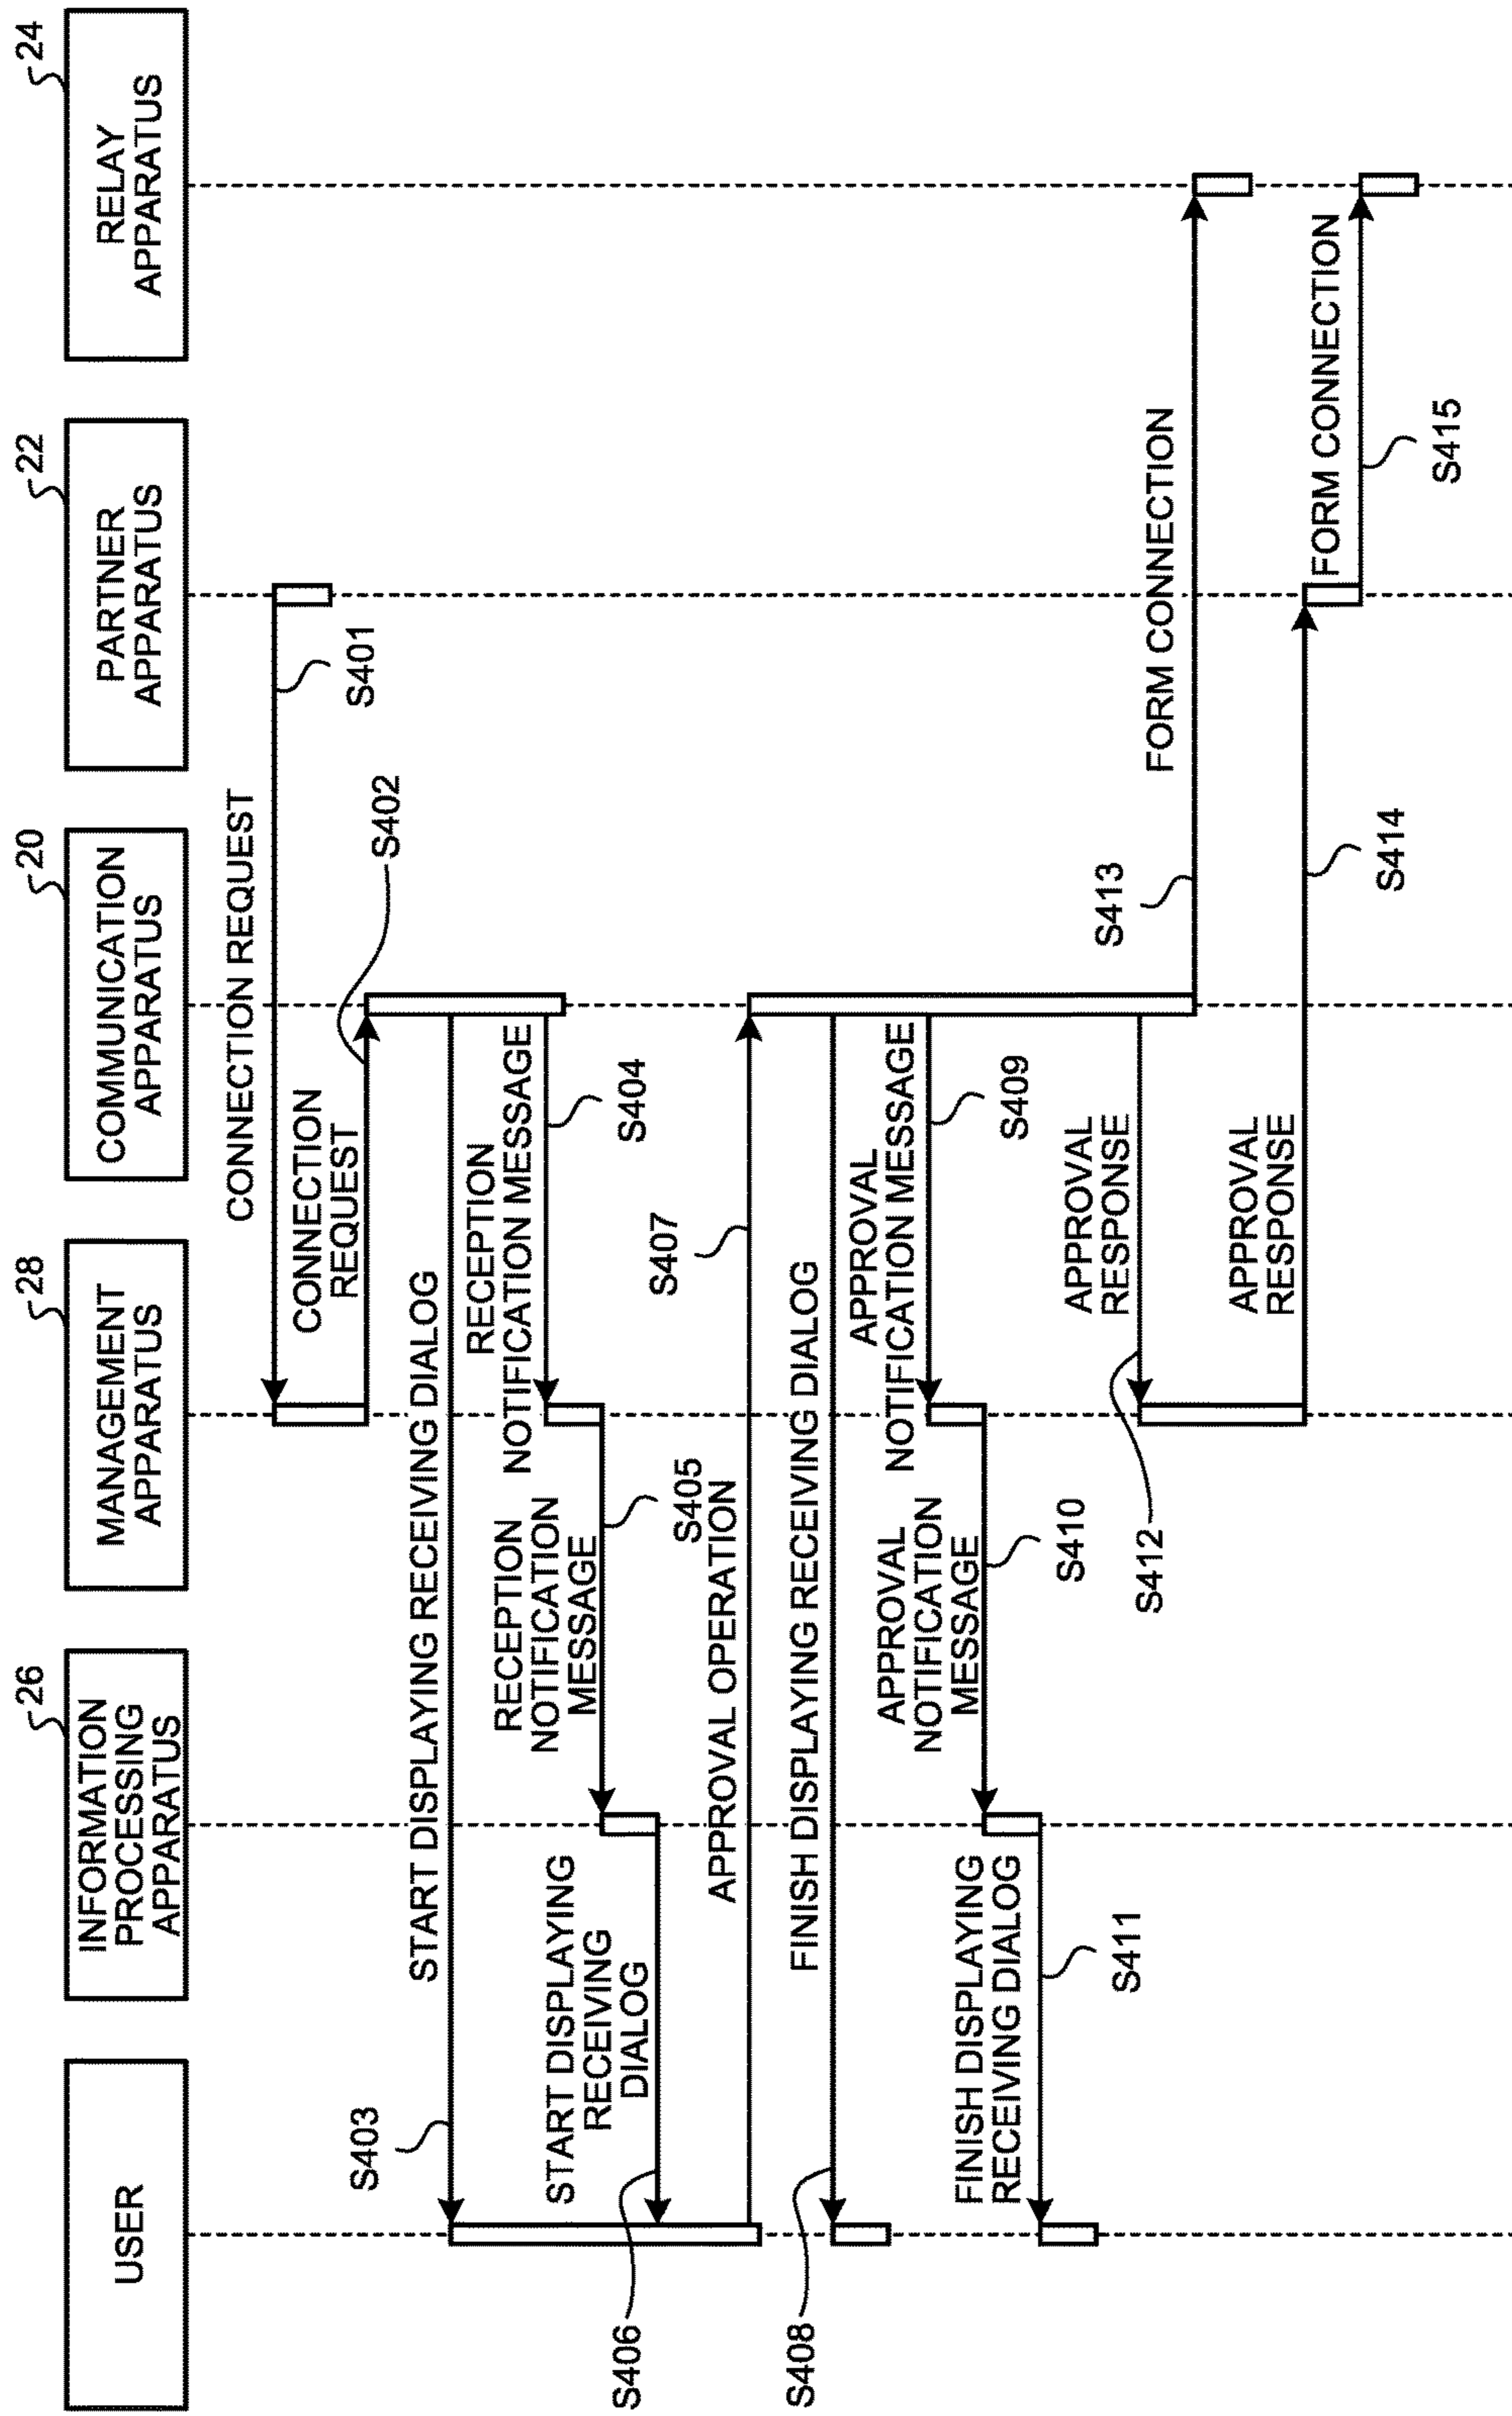 USER
INFORMATION
PROCESSING
APPARATUS
26
MANAGEMENT
APPARATUS
28
COMMUNICATION
APPARATUS
20
PARTNER
APPARATUS
22
RELAY
APPARATUS
24
CONNECTION REQUEST
S401
CONNECTION
REQUEST
S402
START DISPLAYING RECEIVING DIALOG
S403
RECEPTION
NOTIFICATION MESSAGE
S404
RECEPTION
NOTIFICATION
MESSAGE
S405
START DISPLAYING
RECEIVING
DIALOG
S406
APPROVAL OPERATION
S407
FINISH DISPLAYING RECEIVING DIALOG
S408
APPROVAL
NOTIFICATION MESSAGE
S409
APPROVAL
NOTIFICATION
MESSAGE
S410
FINISH DISPLAYING
RECEIVING DIALOG
S411
APPROVAL
RESPONSE
S412
FORM CONNECTION
S413
APPROVAL
RESPONSE
S414
FORM CONNECTION
S415